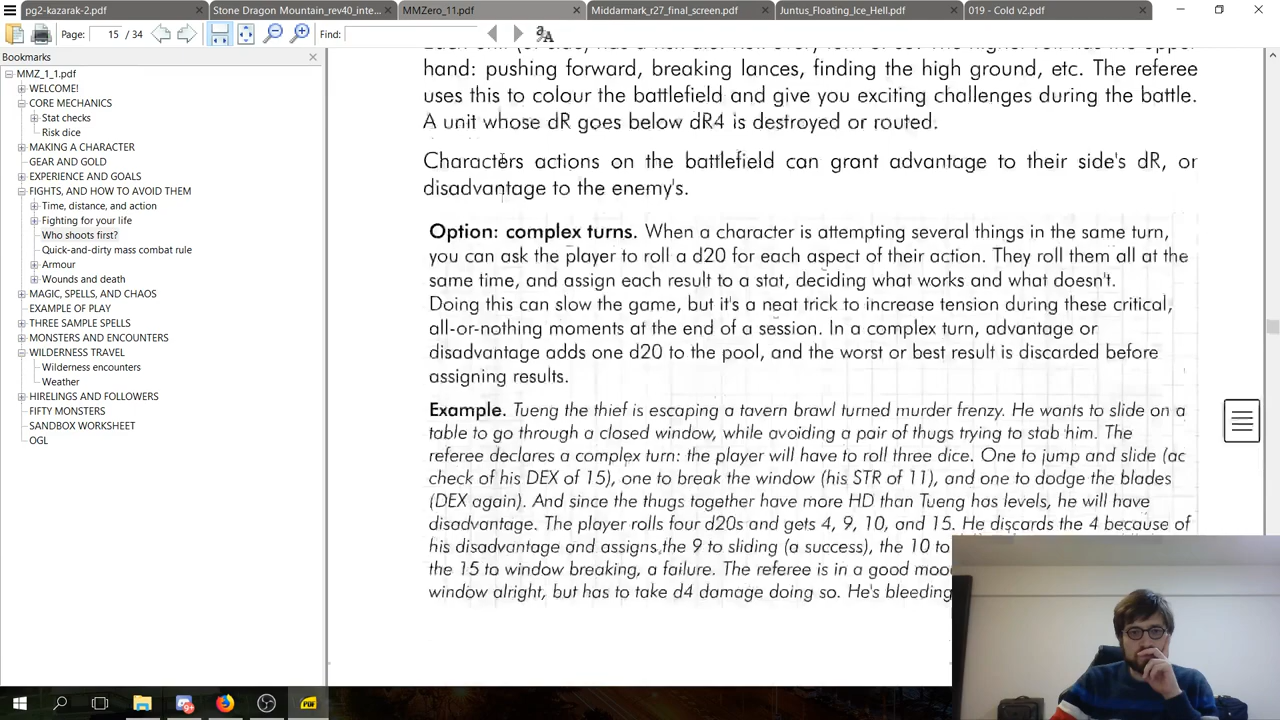 pg2-kazarak-2.pdf
Stone Dragon Mountain_rev40_inte...
MMZero_11.pdf
Middarmark_r27_final_screen.pdf
Juntus_Floating_Ice_Hell.pdf
019 - Cold v2.pdf
Page: 15 / 34
Find:
Bookmarks
MMZ_1_1.pdf
WELCOME!
CORE MECHANICS
Stat checks
Risk dice
MAKING A CHARACTER
GEAR AND GOLD
EXPERIENCE AND GOALS
FIGHTS, AND HOW TO AVOID THEM
Time, distance, and action
Fighting for your life
Who shoots first?
Quick-and-dirty mass combat rule
Armour
Wounds and death
MAGIC, SPELLS, AND CHAOS
EXAMPLE OF PLAY
THREE SAMPLE SPELLS
MONSTERS AND ENCOUNTERS
WILDERNESS TRAVEL
Wilderness encounters
Weather
HIRELINGS AND FOLLOWERS
FIFTY MONSTERS
SANDBOX WORKSHEET
OGL
hand: pushing forward, breaking lances, finding the high ground, etc. The referee
uses this to colour the battlefield and give you exciting challenges during the battle.
A unit whose dR goes below dR4 is destroyed or routed.
Characters actions on the battlefield can grant advantage to their side's dR, or
disadvantage to the enemy's.
Option: complex turns. When a character is attempting several things in the same turn,
you can ask the player to roll a d20 for each aspect of their action. They roll them all at the
same time, and assign each result to a stat, deciding what works and what doesn't.
Doing this can slow the game, but it's a neat trick to increase tension during these critical,
all-or-nothing moments at the end of a session. In a complex turn, advantage or
disadvantage adds one d20 to the pool, and the worst or best result is discarded before
assigning results.
Example. Tueng the thief is escaping a tavern brawl turned murder frenzy. He wants to slide on a
table to go through a closed window, while avoiding a pair of thugs trying to stab him. The
referee declares a complex turn: the player will have to roll three dice. One to jump and slide (ac
check of his DEX of 15), one to break the window (his STR of 11), and one to dodge the blades
(DEX again). And since the thugs together have more HD than Tueng has levels, he will have
disadvantage. The player rolls four d20s and gets 4, 9, 10, and 15. He discards the 4 because of
his disadvantage and assigns the 9 to sliding (a success), the 10 to
the 15 to window breaking, a failure. The referee is in a good moo
window alright, but has to take d4 damage doing so. He's bleeding
PDF